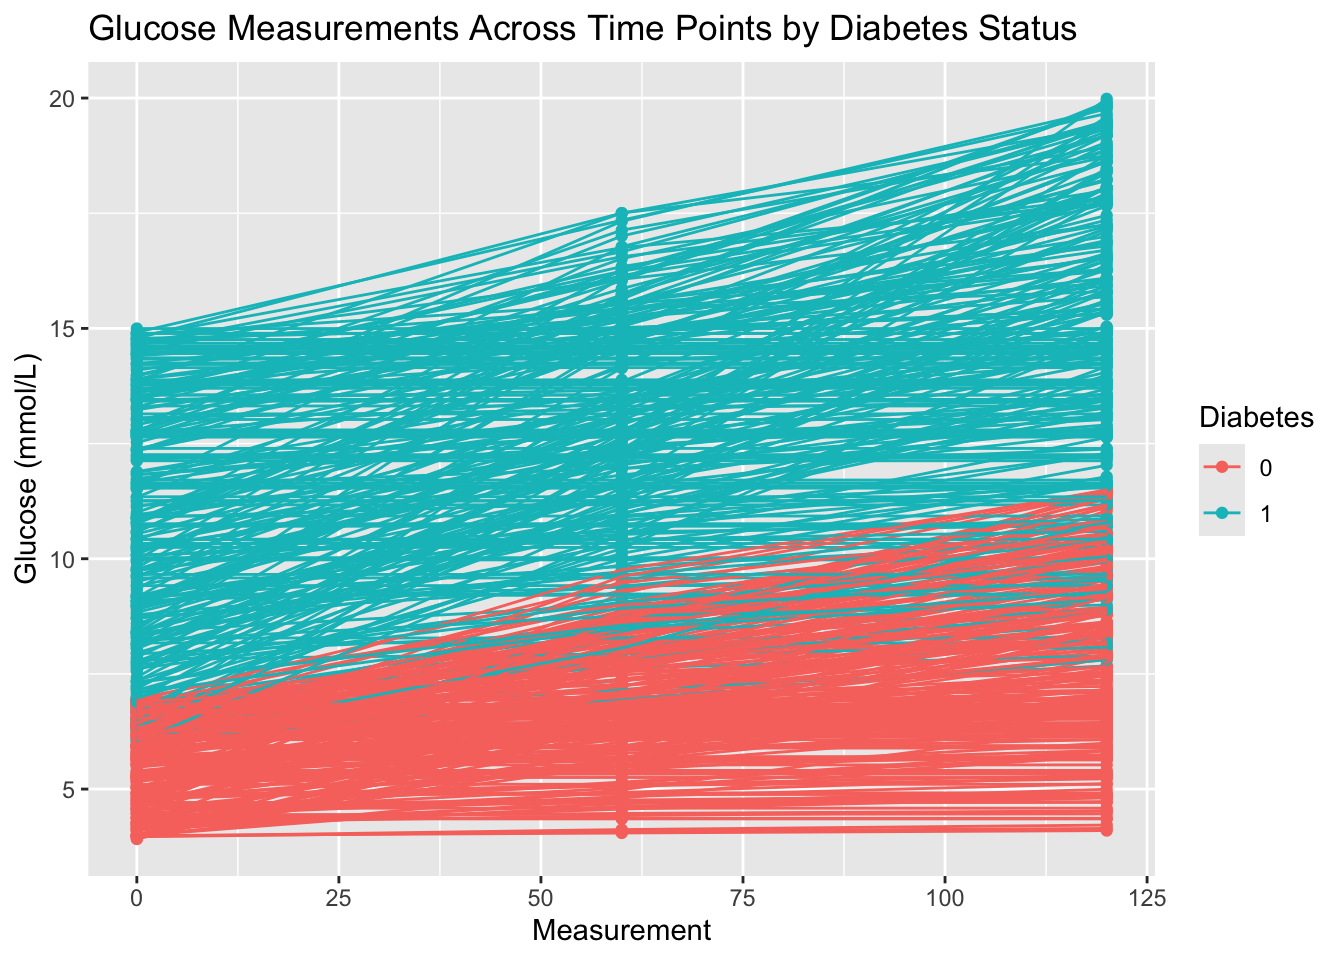 Glucose Measurements Across Time Points by Diabetes Status
20
15
10
5
Glucose (mmol/L)
0 25 50 75 100 125
Measurement
Diabetes
0
1